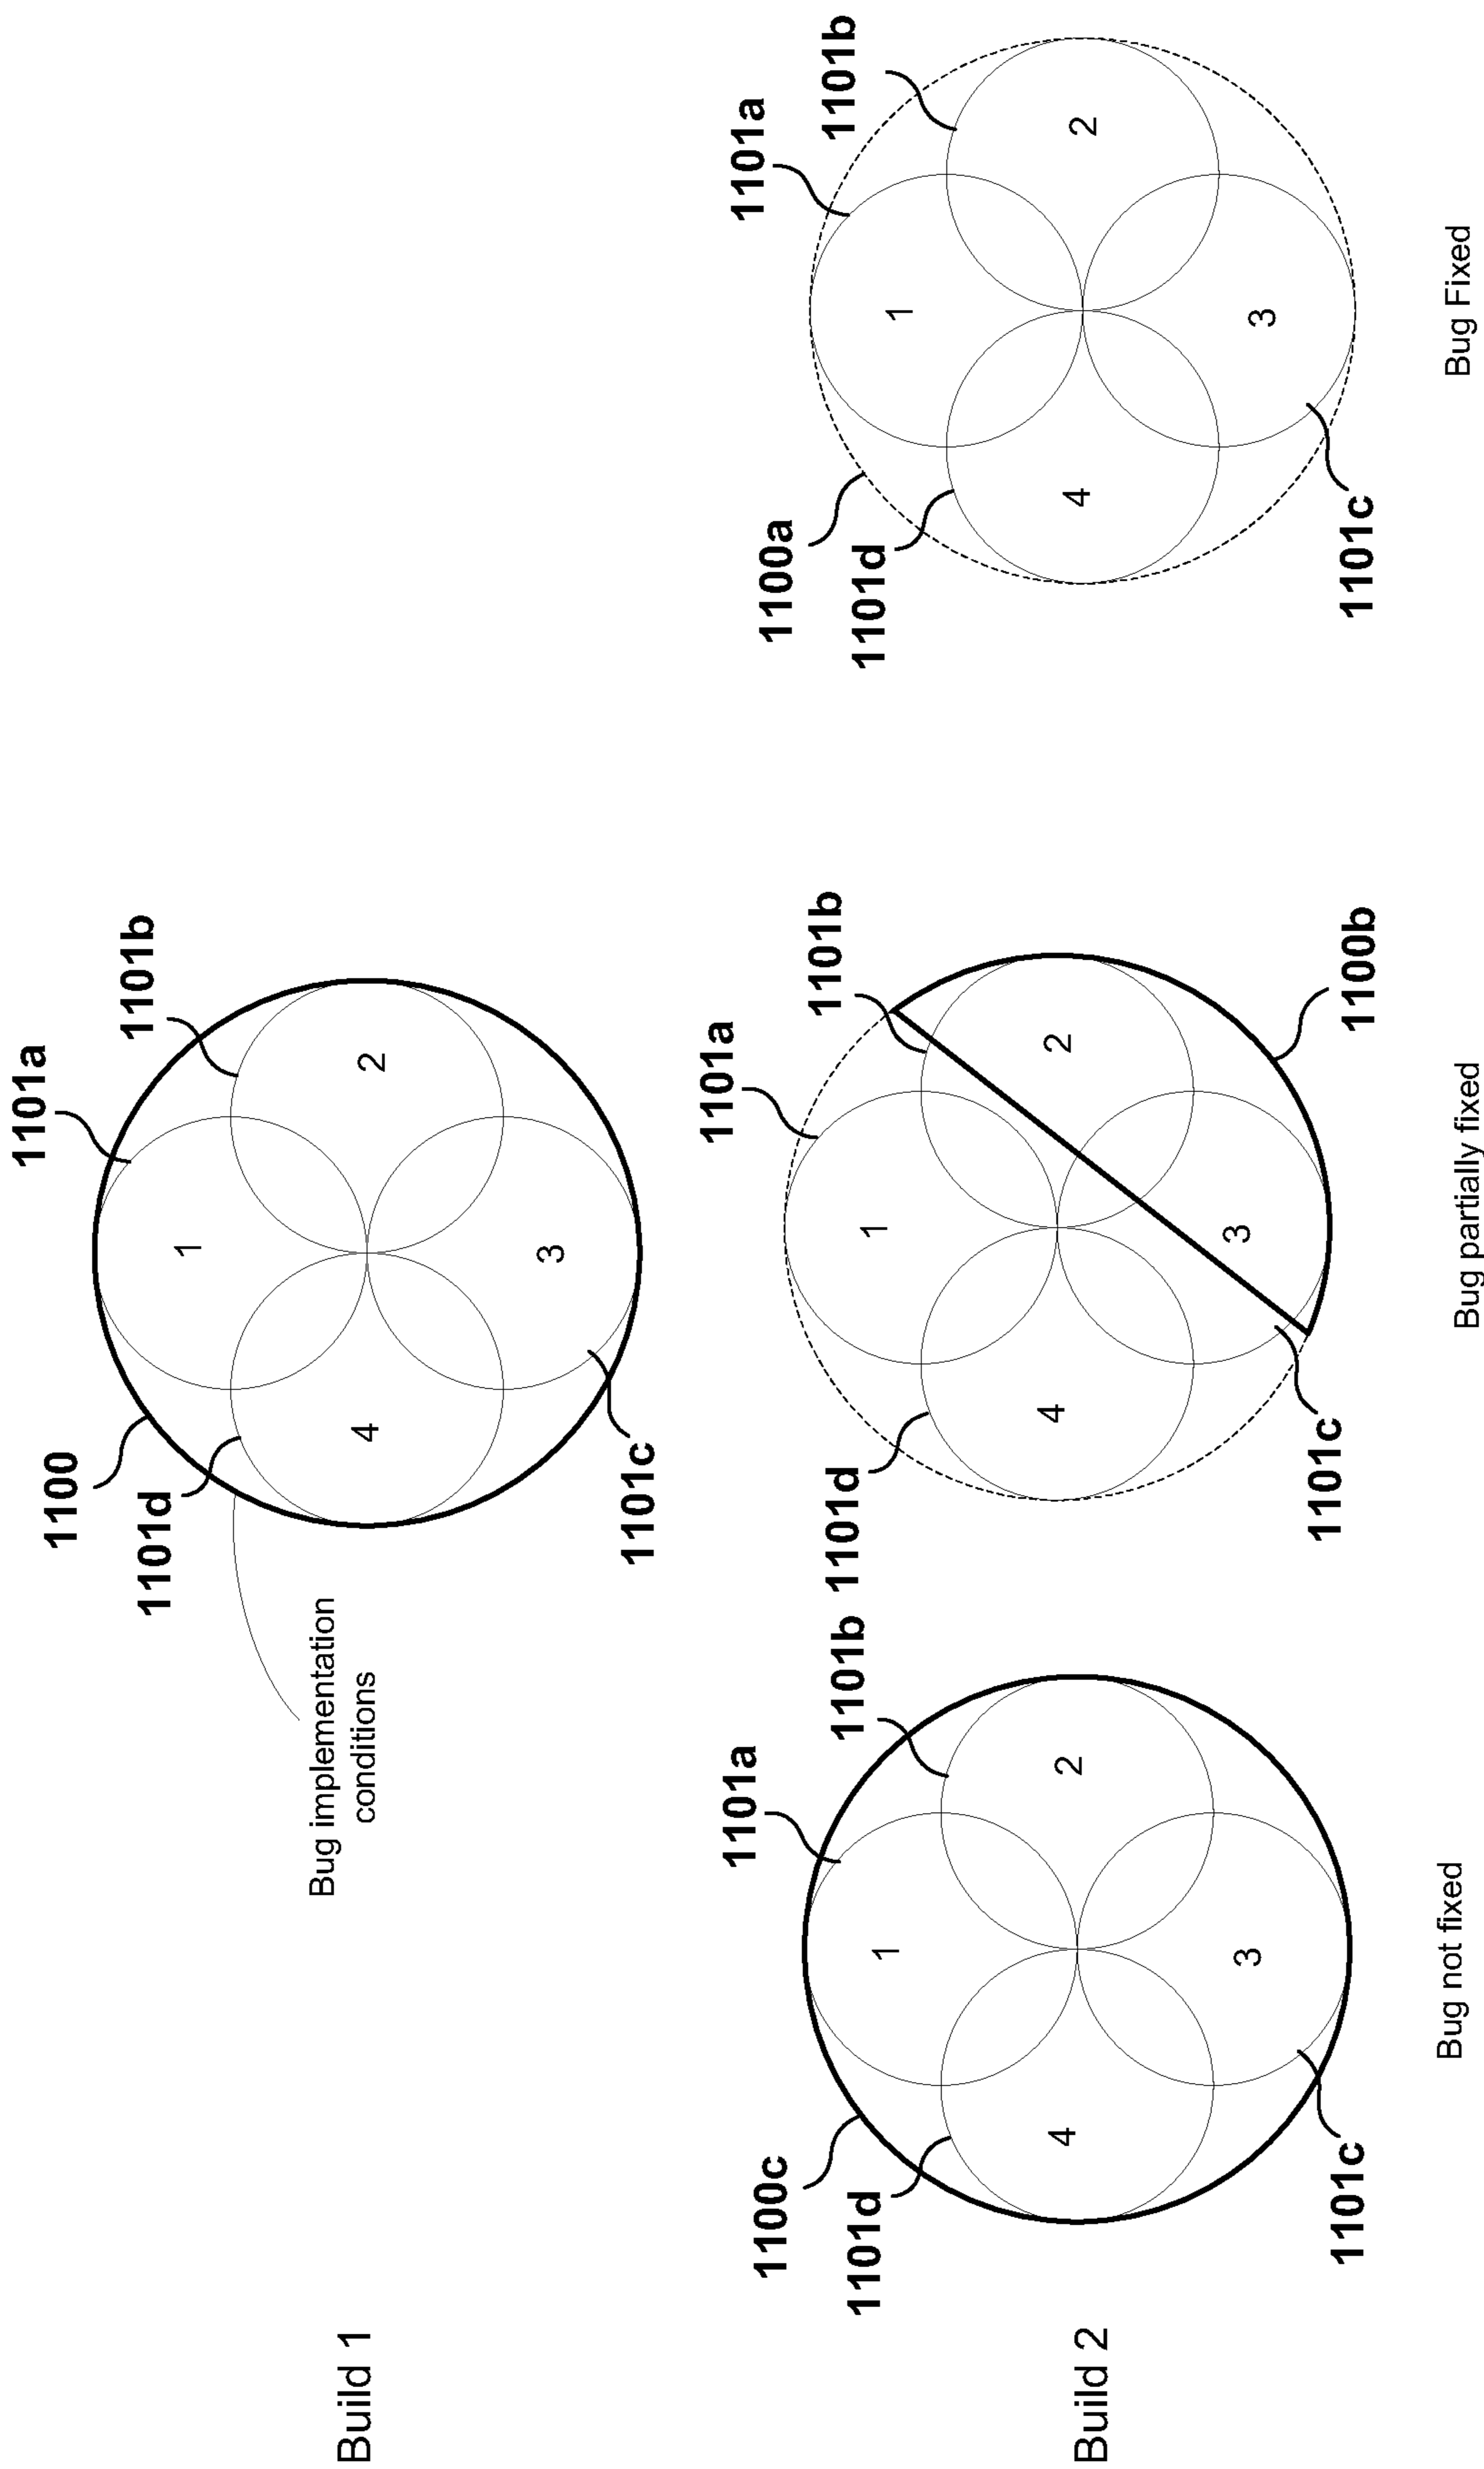 Build 1
Bug implementation
conditions
1100
1101a
1101b
1101d
1101c
1
2
3
4
Build 2
1100c
1101a
1101b
1101d
1101c
1
2
3
4
Bug not fixed
1101a
1101b
1101d
1101c
1100b
1
2
3
4
Bug partially fixed
1100a
1101a
1101b
1101d
1101c
1
2
3
4
Bug Fixed